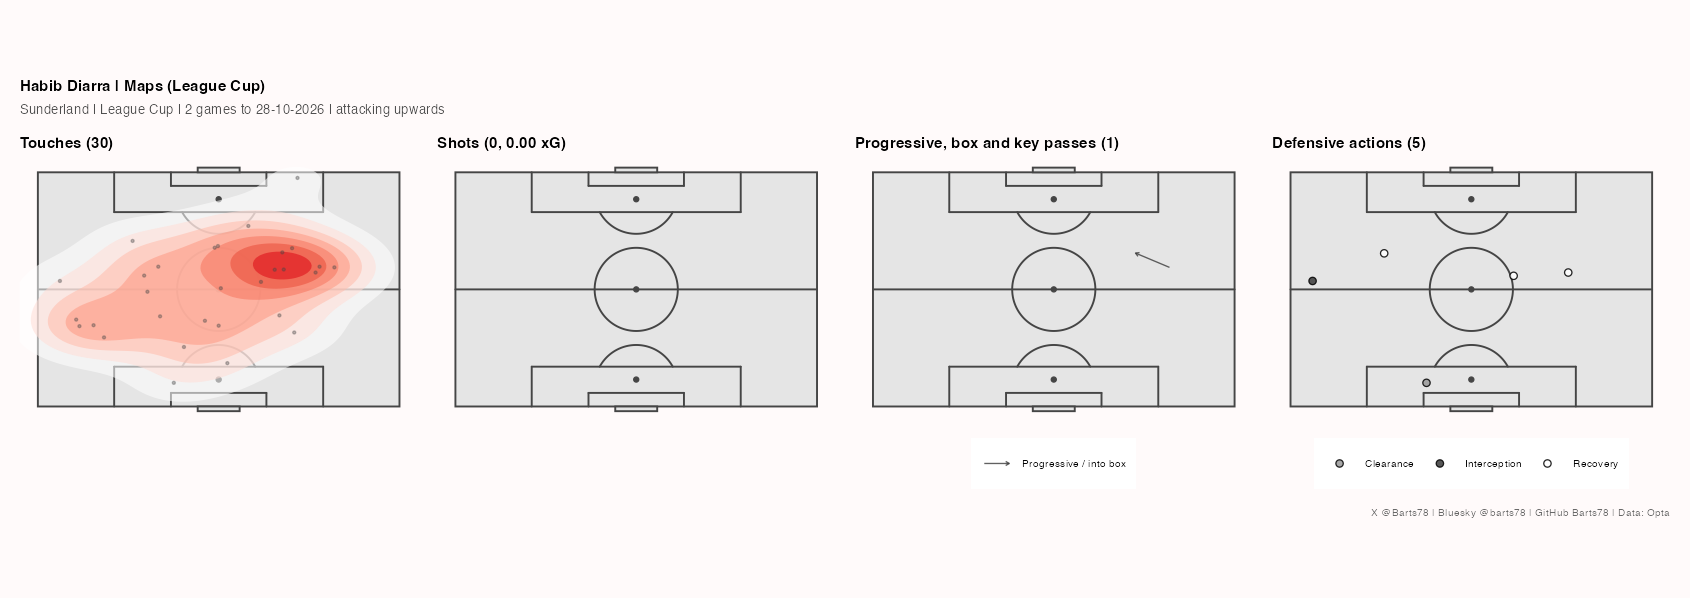 Habib Diarra | Maps (League Cup)
Sunderland | League Cup | 2 games to 28-10-2026 | attacking upwards
Touches (30)
Shots (0, 0.00 xG)
Progressive, box and key passes (1)
Defensive actions (5)
Progressive / into box
Clearance
Interception
Recovery
X @Barts78 | Bluesky @barts78 | GitHub Barts78 | Data: Opta